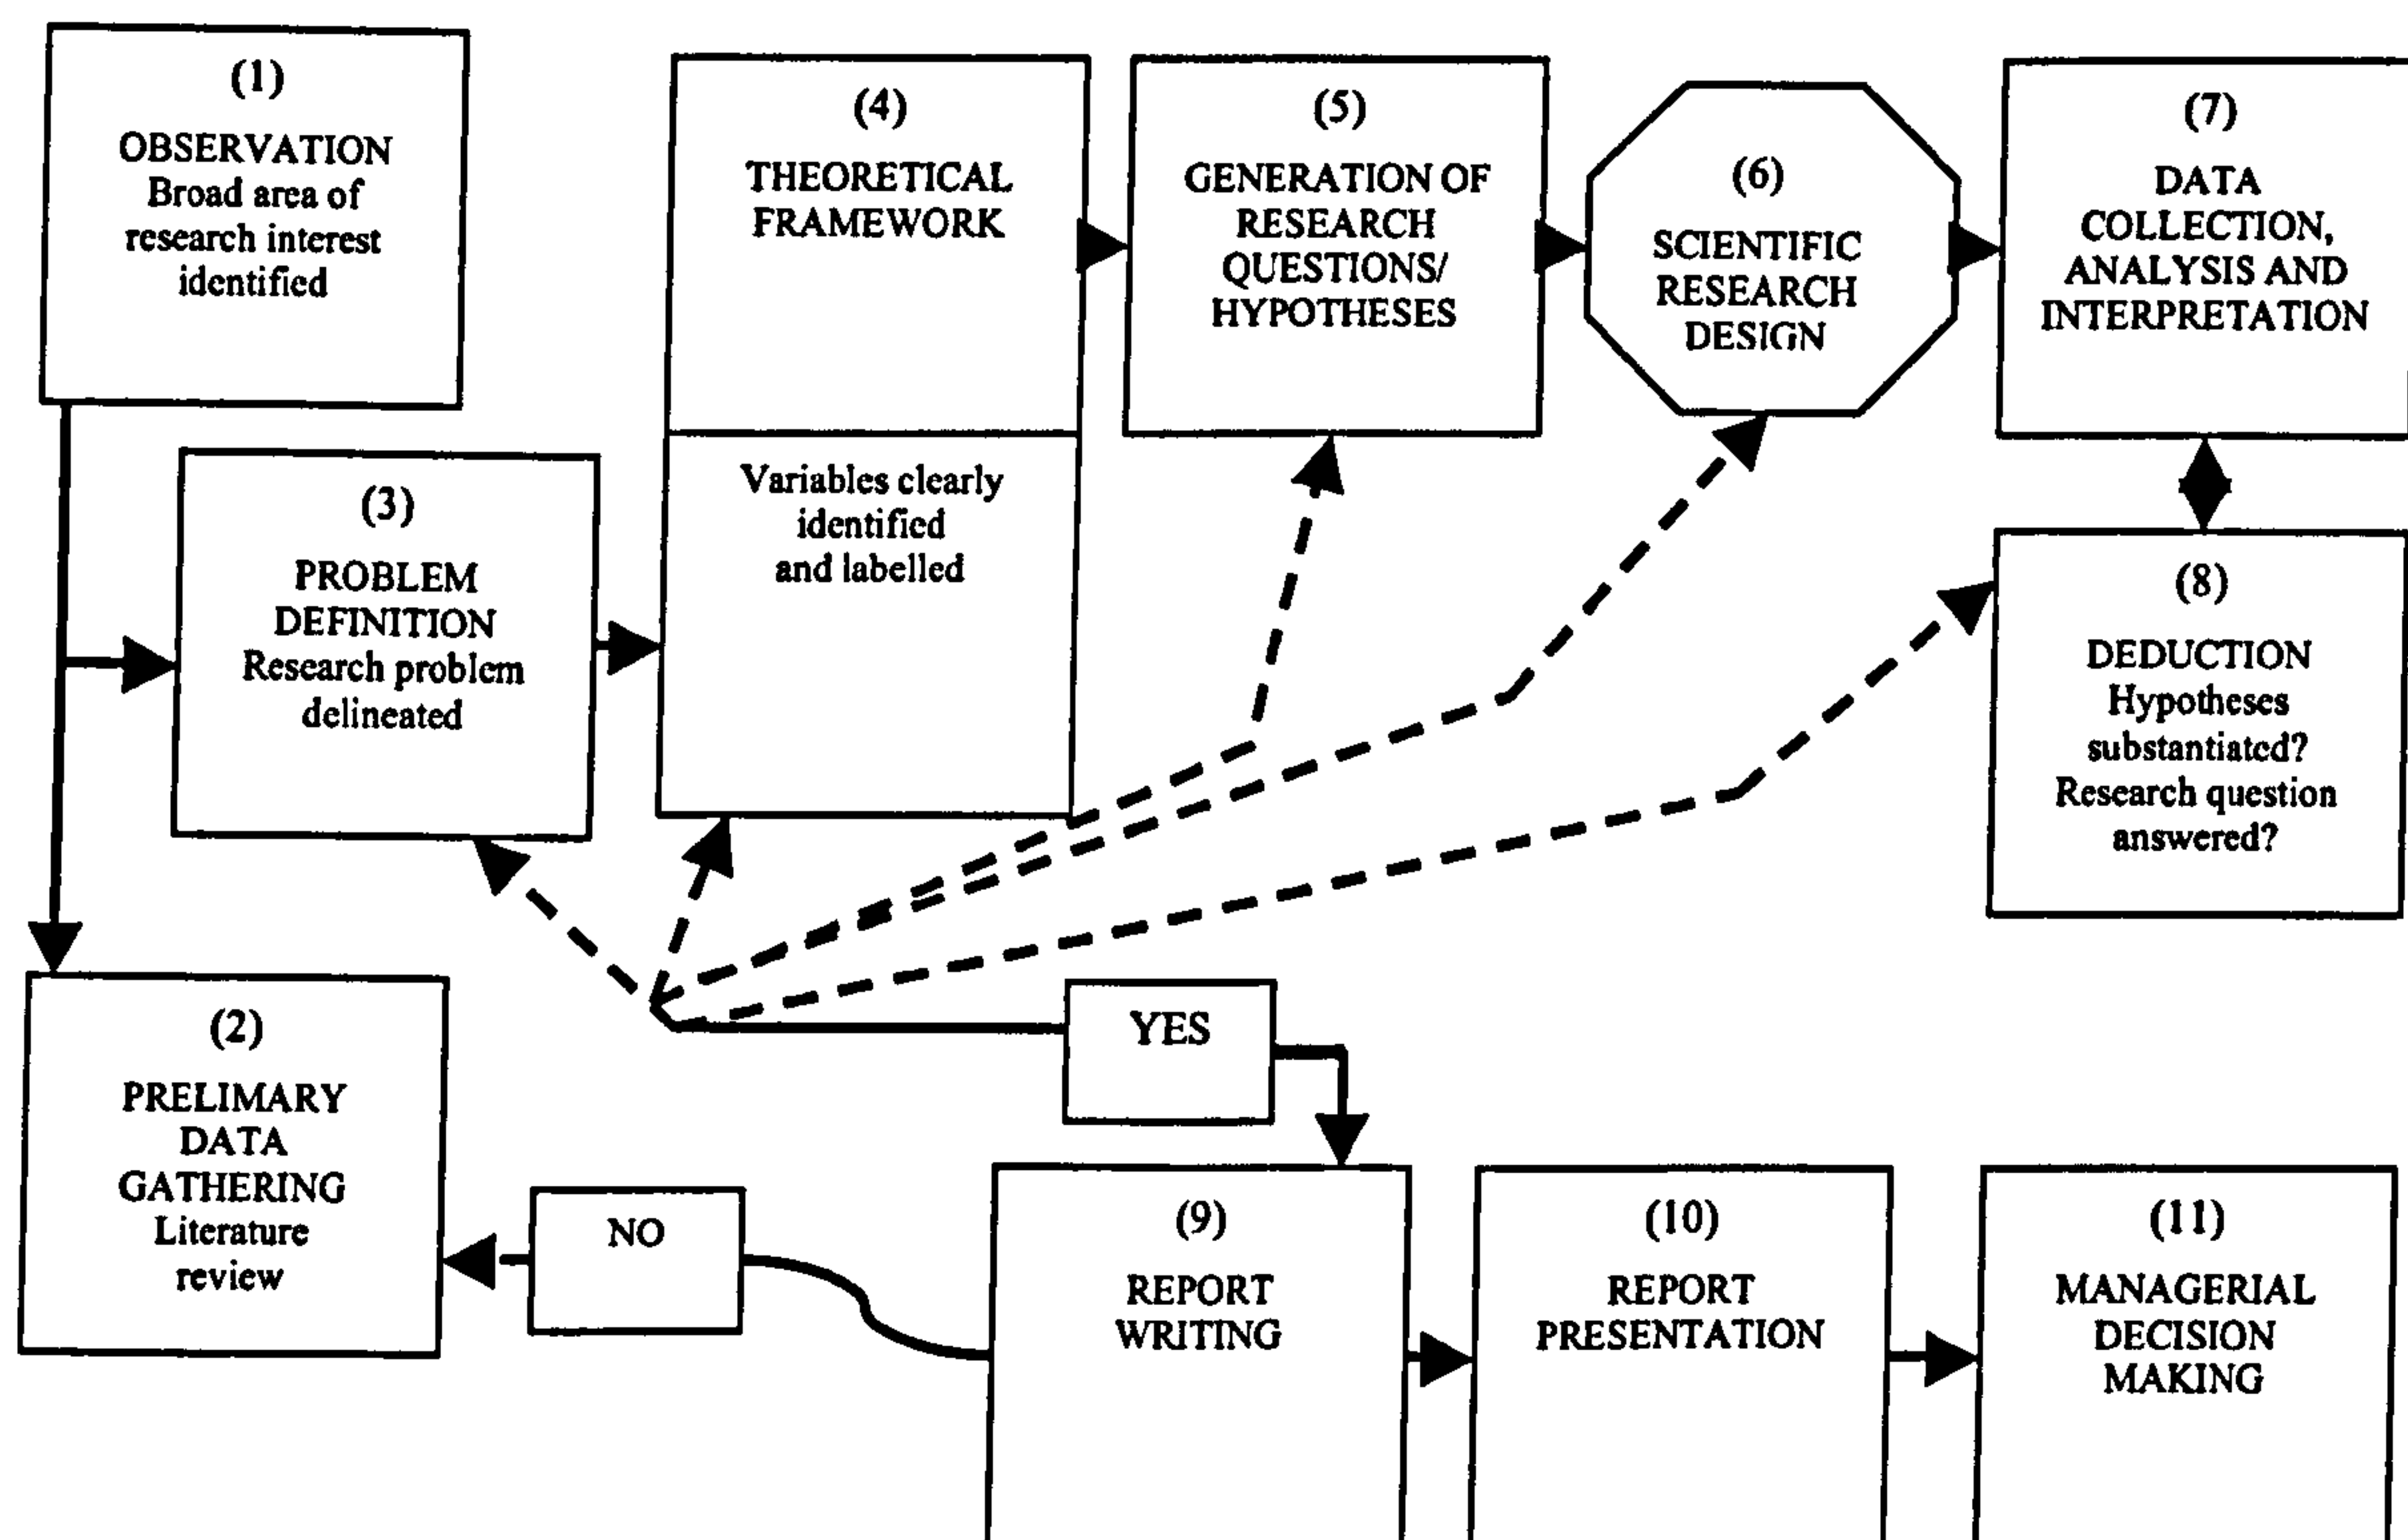 (1)
OBSERVATION
Broad area of
research interest
identified
(2)
PRELIMARY
DATA
GATHERING
Literature
review
(3)
PROBLEM
DEFINITION
Research problem
delineated
(4)
THEORETICAL
FRAMEWORK
Variables clearly
identified
and labelled
(5)
GENERATION OF
RESEARCH
QUESTIONS/
HYPOTHESES
(6)
SCIENTIFIC
RESEARCH
DESIGN
(7)
DATA
COLLECTION,
ANALYSIS AND
INTERPRETATION
(8)
DEDUCTION
Hypotheses
substantiated?
Research question
answered?
YES
NO
(9)
REPORT
WRITING
(10)
REPORT
PRESENTATION
(11)
MANAGERIAL
DECISION
MAKING